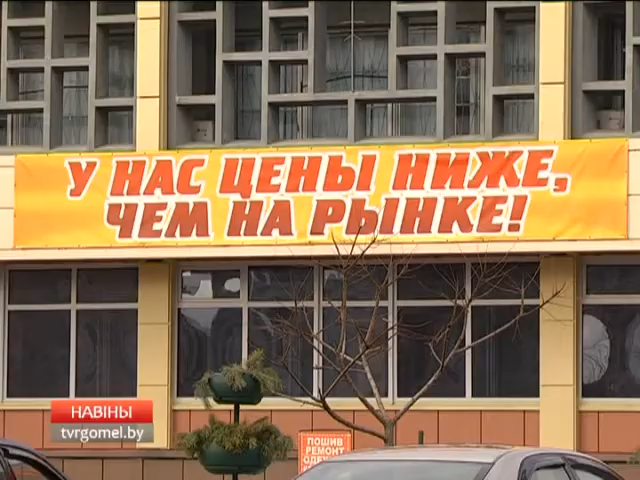 У НАС ЦЕНЫ НИЖЕ,
ЧЕМ НА РЫНКЕ!
НАВІНЫ
tvrgomel.by
ПОШИВ
РЕМОНТ